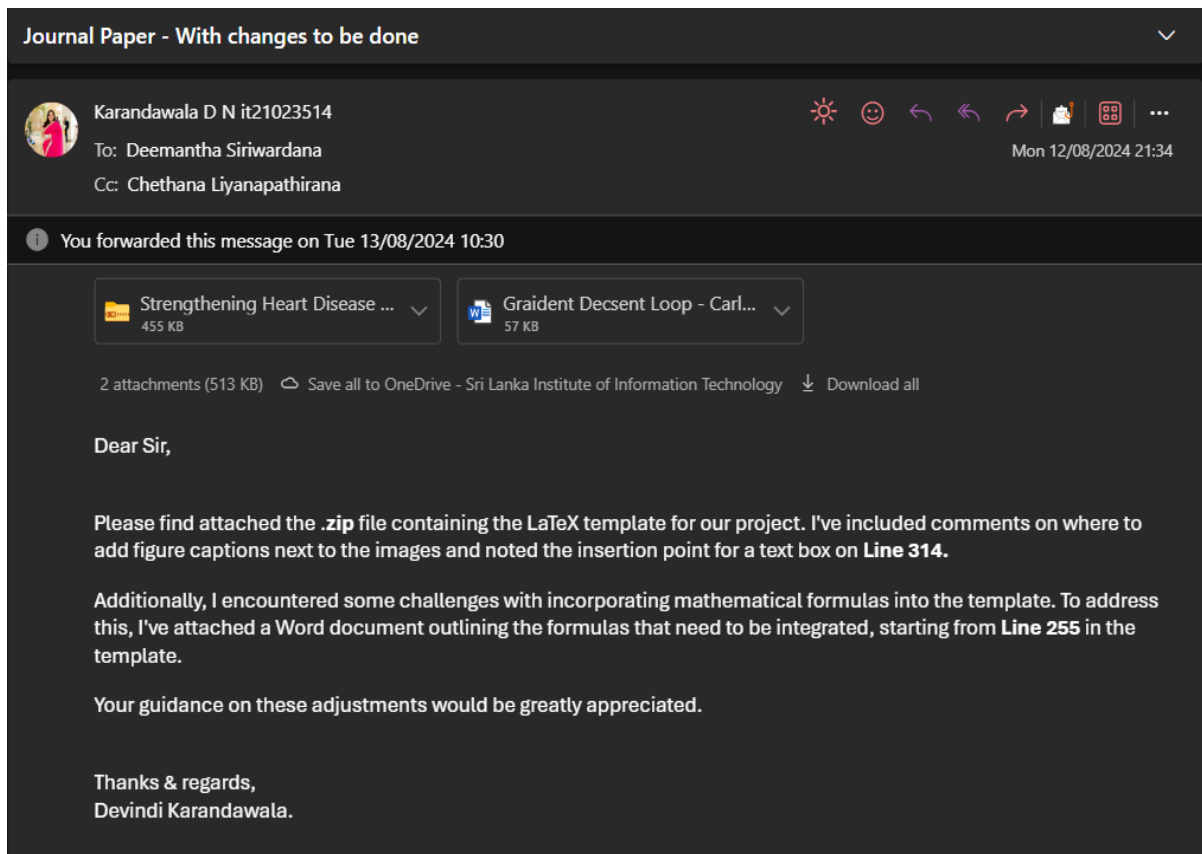 Journal Paper - With changes to be done
Karandawala D N it21023514
To: Deemantha Siriwardana
Mon 12/08/2024 21:34
Cc: Chethana Liyanapathirana
You forwarded this message on Tue 13/08/2024 10:30
Strengthening Heart Disease ...
455 KB
Graident Decsent Loop - Carl...
57 KB
2 attachments (513 KB) Save all to OneDrive - Sri Lanka Institute of Information Technology Download all
Dear Sir,
Please find attached the .zip file containing the LaTeX template for our project. I've included comments on where to
add figure captions next to the images and noted the insertion point for a text box on Line 314.
Additionally, I encountered some challenges with incorporating mathematical formulas into the template. To address
this, I've attached a Word document outlining the formulas that need to be integrated, starting from Line 255 in the
template.
Your guidance on these adjustments would be greatly appreciated.
Thanks & regards,
Devindi Karandawala.